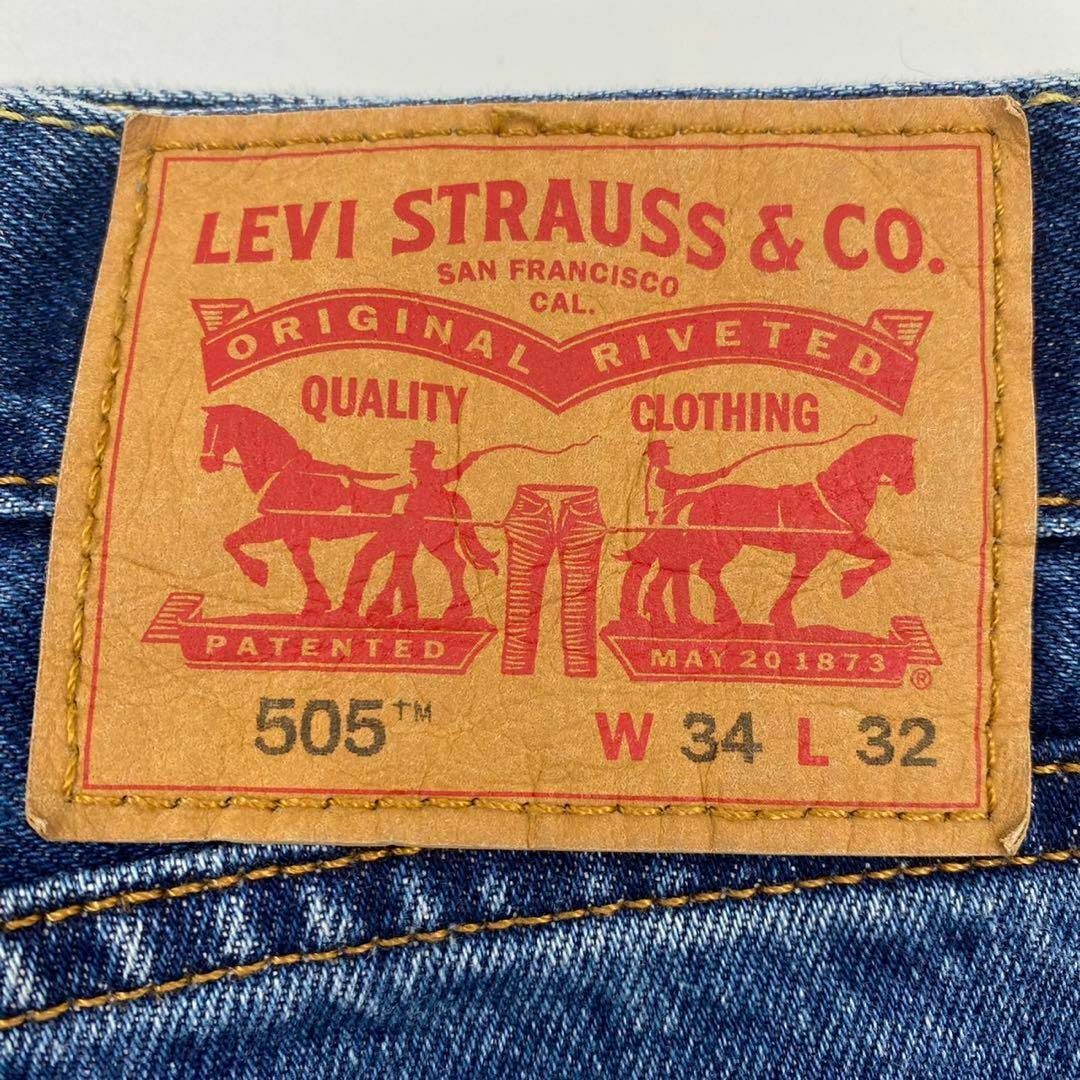 LEVI STRAUSS & CO.
SAN FRANCISCO
CAL.
ORIGINAL RIVETED
QUALITY CLOTHING
PATENTED MAY 20 1873 ®
505™ W 34 L 32